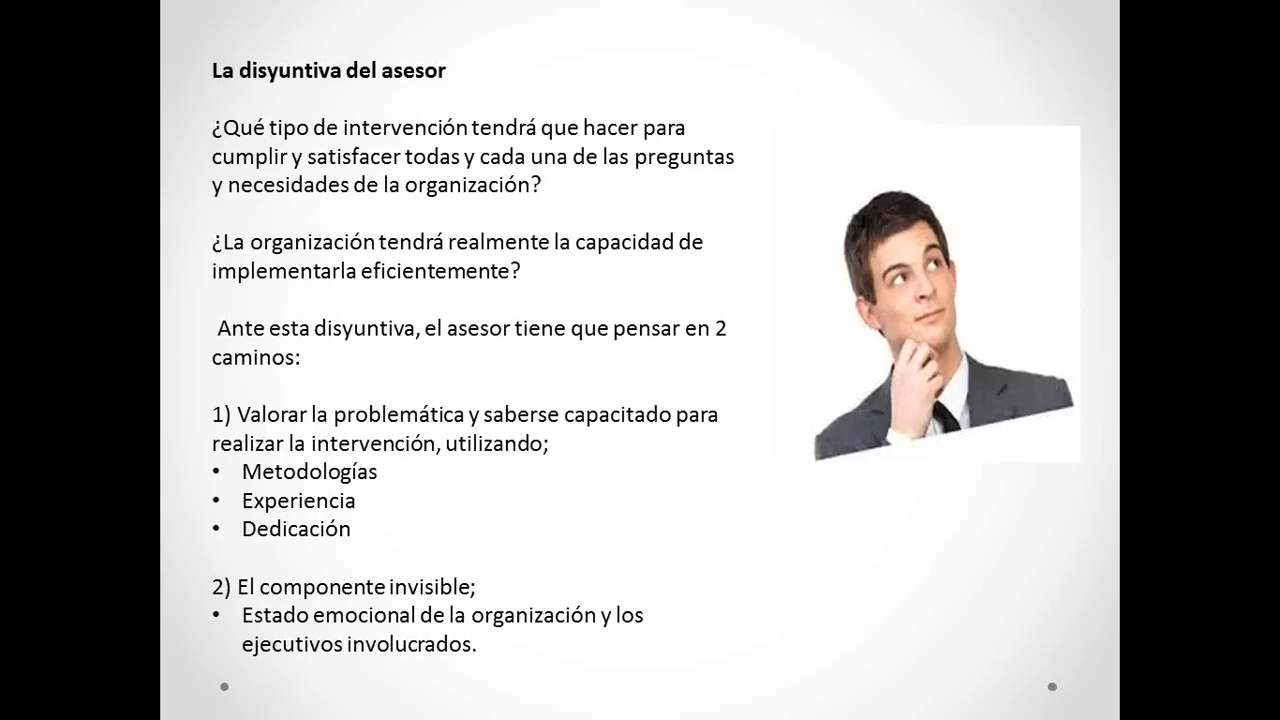 La disyuntiva del asesor
¿Qué tipo de intervención tendrá que hacer para
cumplir y satisfacer todas y cada una de las preguntas
y necesidades de la organización?
¿La organización tendrá realmente la capacidad de
implementarla eficientemente?
Ante esta disyuntiva, el asesor tiene que pensar en 2
caminos:
1) Valorar la problemática y saberse capacitado para
realizar la intervención, utilizando;
• Metodologías
• Experiencia
• Dedicación
2) El componente invisible;
• Estado emocional de la organización y los
ejecutivos involucrados.